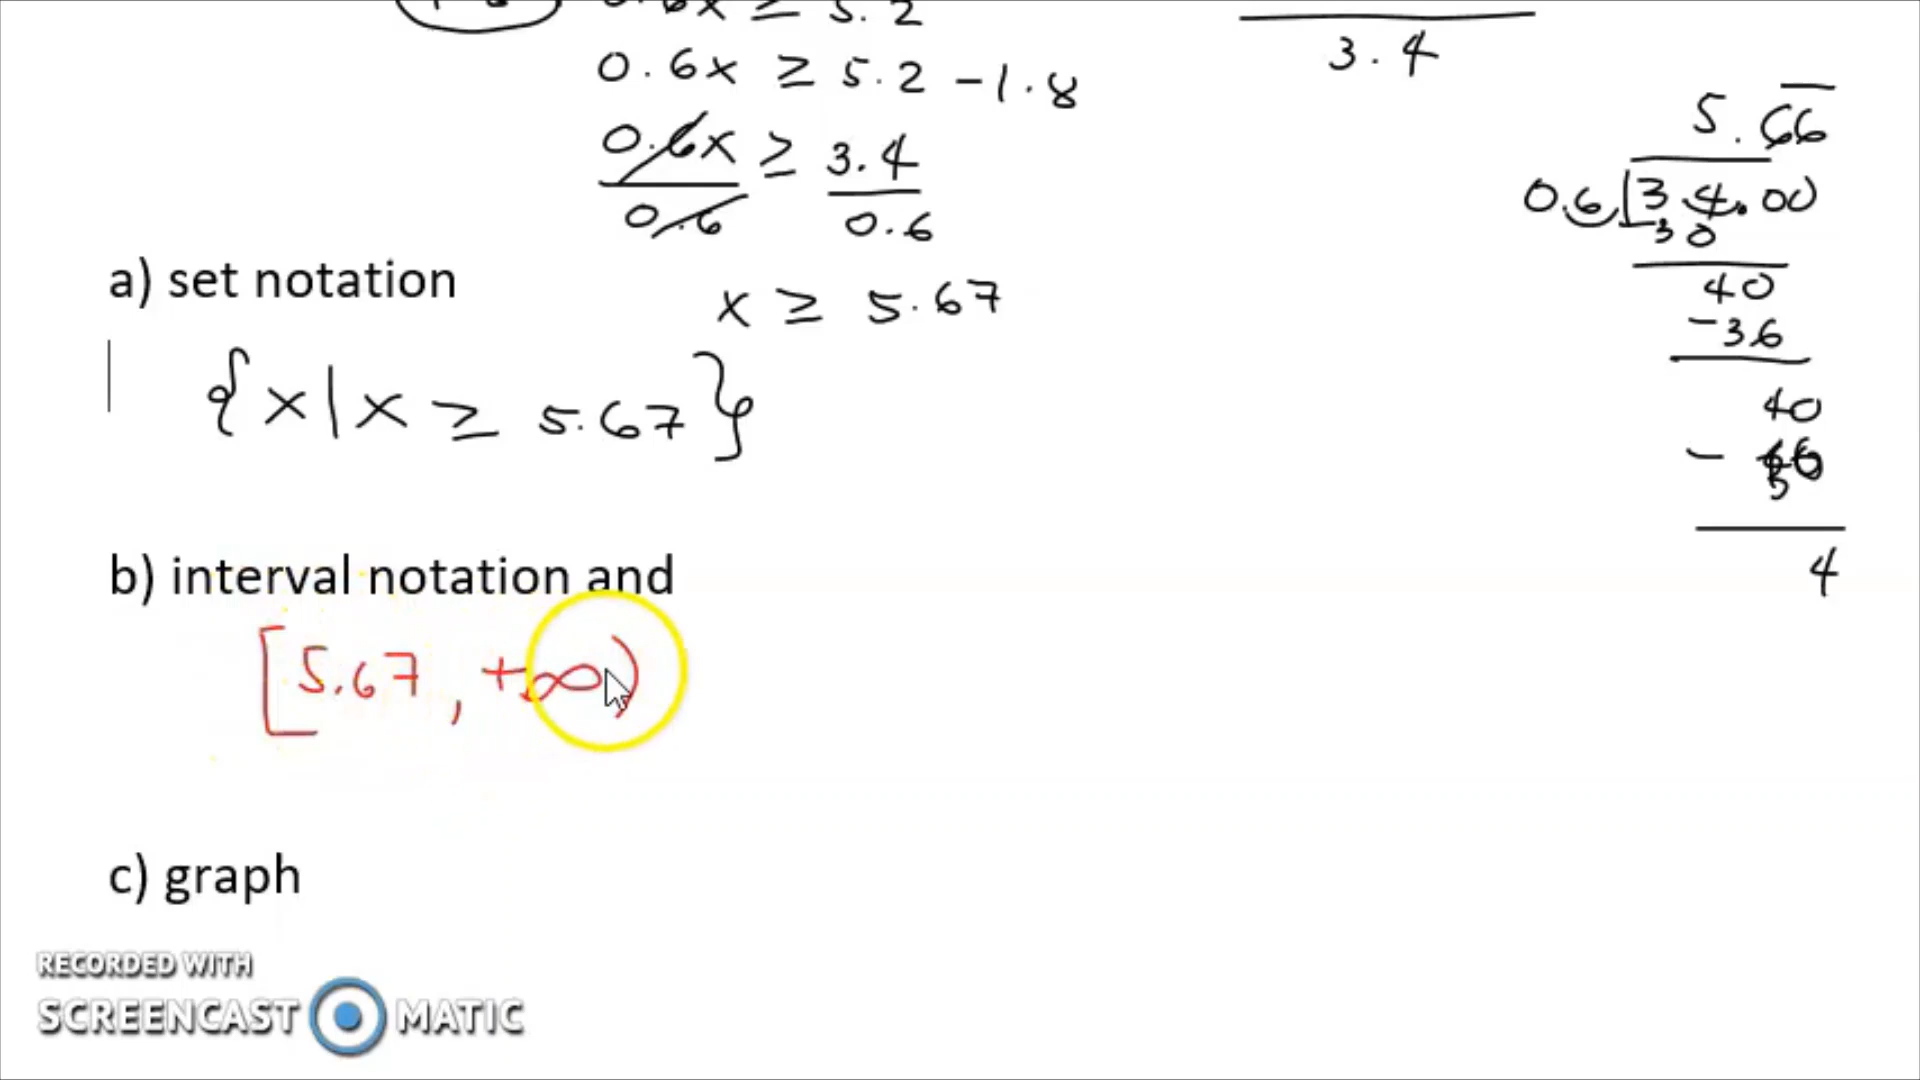 0.6x ≥ 5.2 - 1.8
0.6x ≥ 3.4
0.6 0.6
x ≥ 5.67
a) set notation
{x|x ≥ 5.67}
b) interval notation and
[5.67, +∞)
c) graph
3.4
5.66
0.6 34.00
30
40
-36
40
-
4
RECORDED WITH
SCREENCAST MATIC